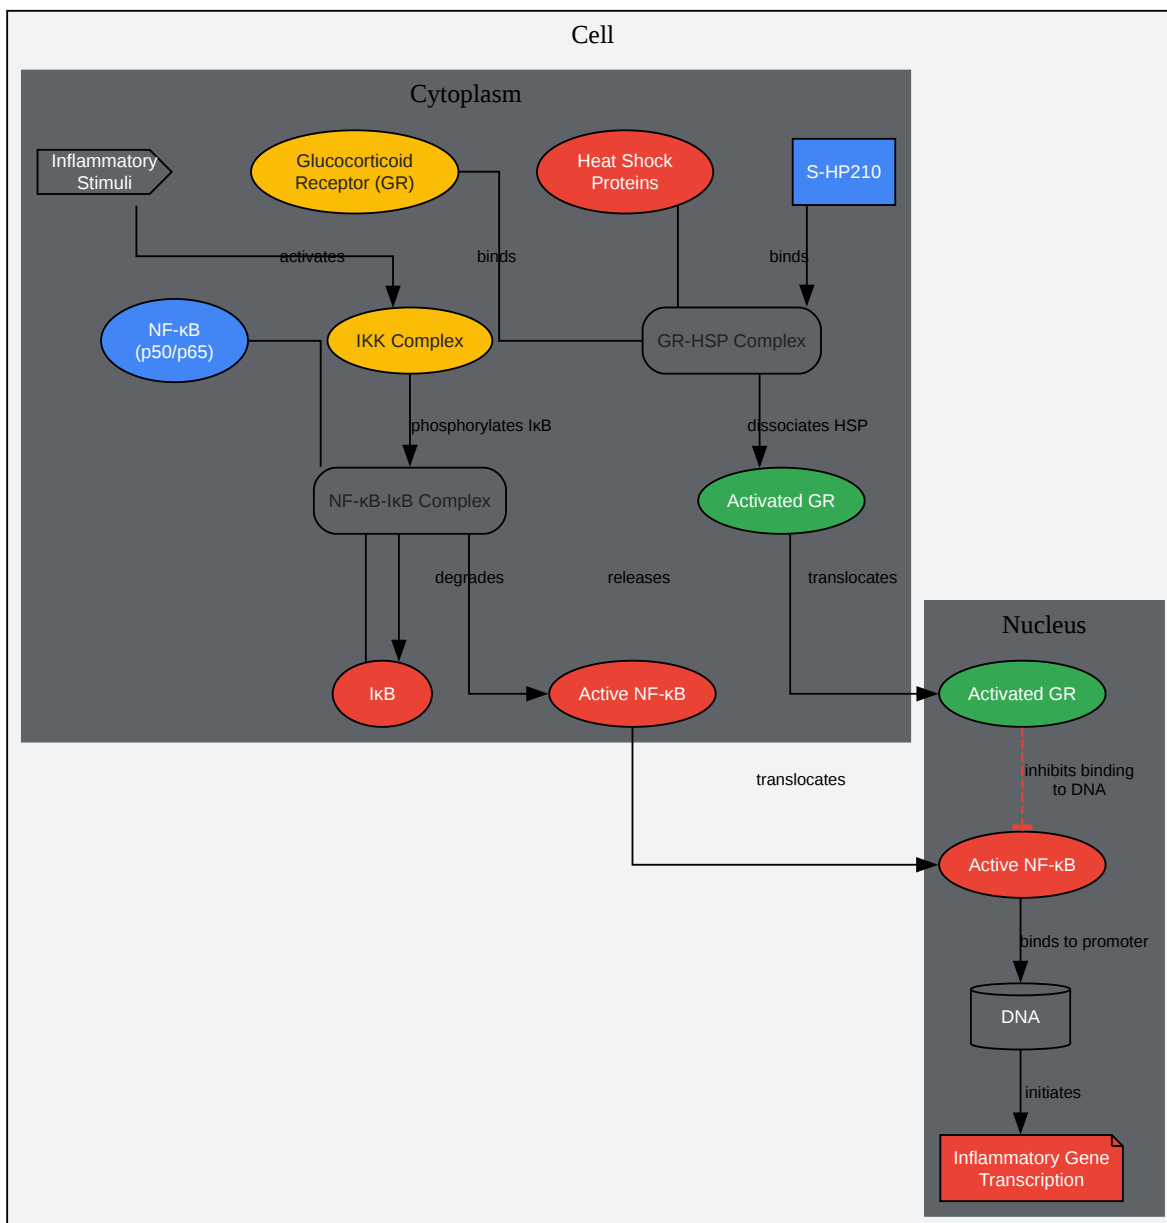 Cell
Cytoplasm
Inflammatory
Stimuli
Glucocorticoid
Receptor (GR)
Heat Shock
Proteins
S-HP210
activates
binds
binds
NF-κB
(p50/p65)
IKK Complex
GR-HSP Complex
phosphorylates IκB
dissociates HSP
NF-κB-IκB Complex
Activated GR
degrades
releases
translocates
Nucleus
IκB
Active NF-κB
Activated GR
translocates
inhibits binding
to DNA
Active NF-κB
binds to promoter
DNA
initiates
Inflammatory Gene
Transcription